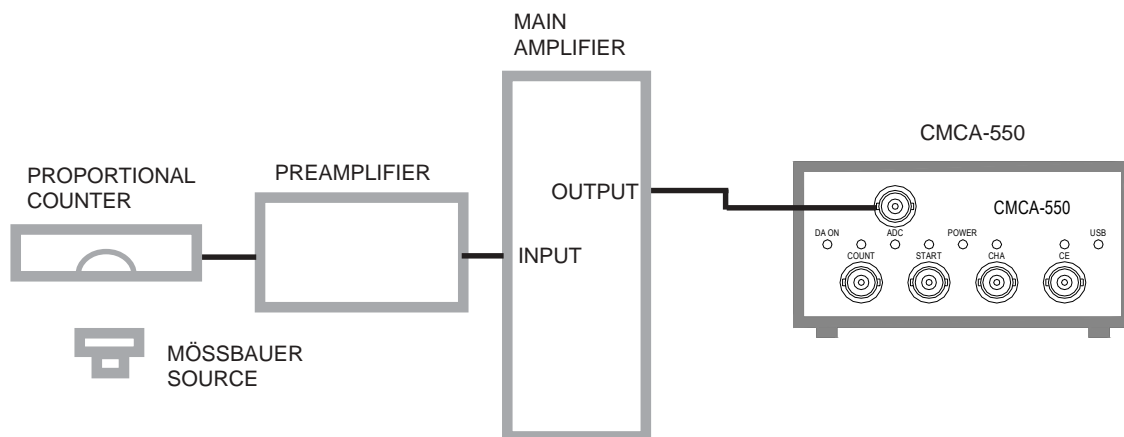 MAIN
AMPLIFIER
CMCA-550
PROPORTIONAL
COUNTER
PREAMPLIFIER
OUTPUT
INPUT
CMCA-550
DA ON
ADC
POWER
USB
COUNT
START
CHA
CE
MÖSSBAUER
SOURCE